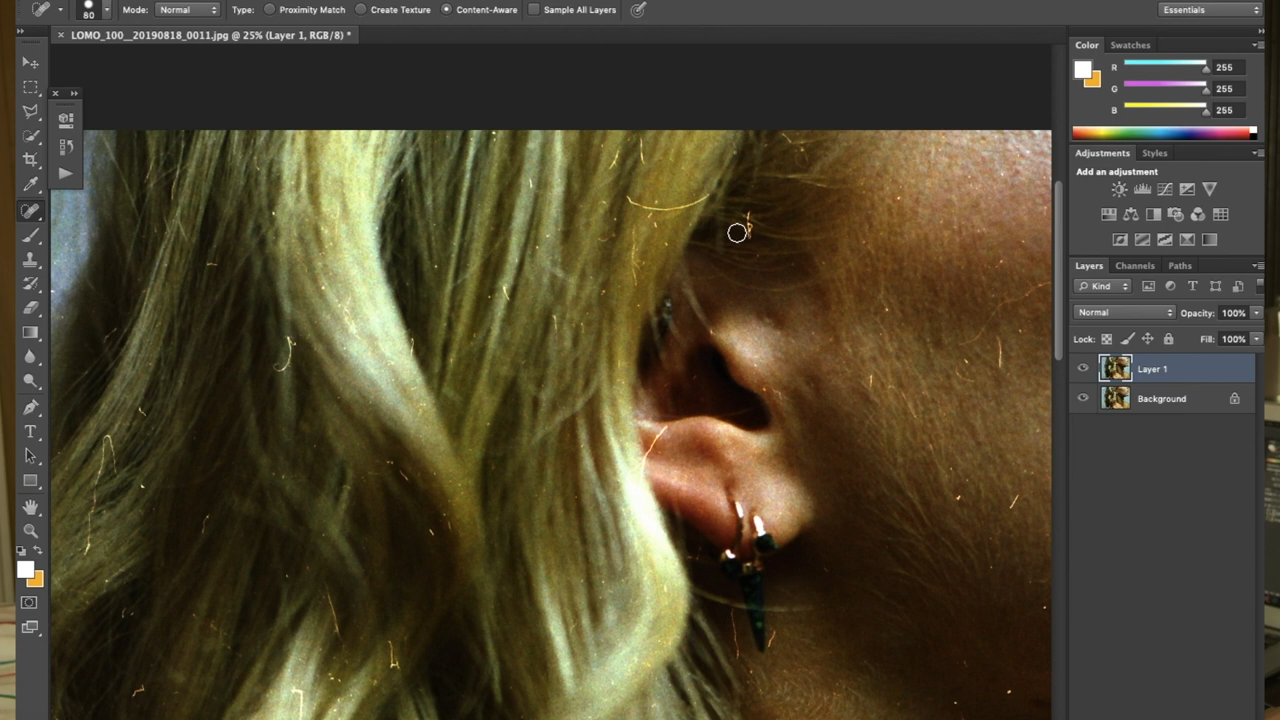 80
Mode: Normal Type: Proximity Match Create Texture Content-Aware Sample All Layers Essentials
× LOMO_100__20190818_0011.jpg @ 25% (Layer 1, RGB/8) *
Color Swatches
R 255
G 255
B 255
Adjustments Styles
Add an adjustment
Layers Channels Paths
Kind
Normal Opacity: 100%
Lock: Fill: 100%
Layer 1
Background